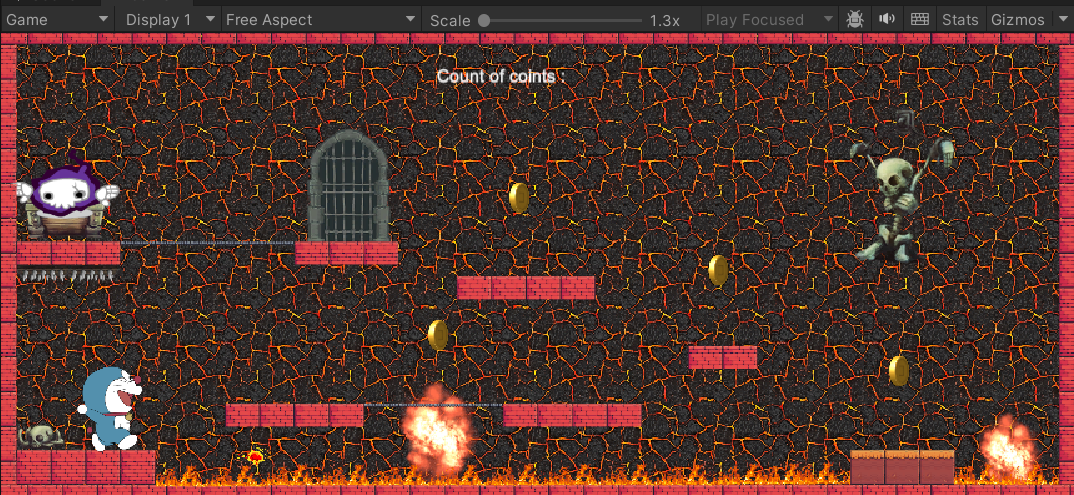 Game Display 1 Free Aspect Scale 1.3x Play Focused Stats Gizmos
Count of coints :